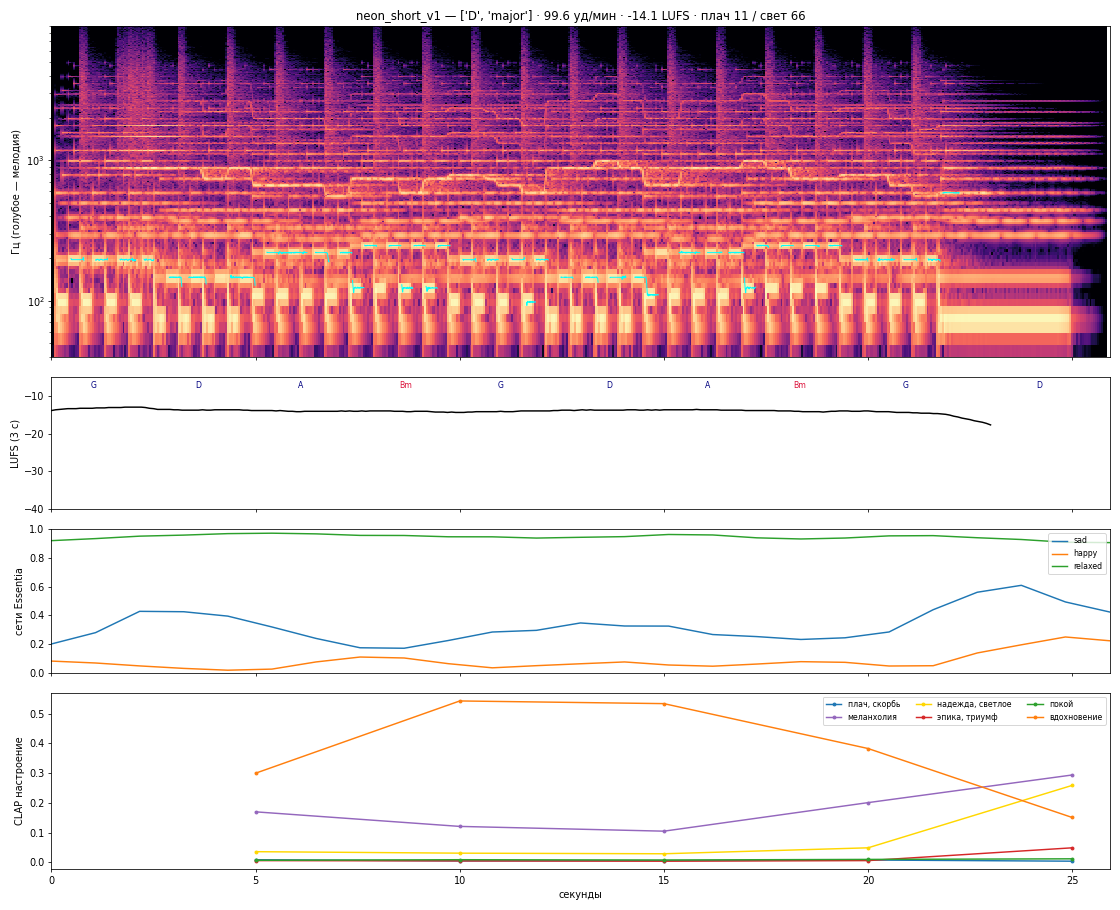 neon_short_v1 — ['D', 'major'] · 99.6 уд/мин · -14.1 LUFS · плач 11 / свет 66
Гц (голубое — мелодия)
10³
10²
LUFS (3 с)
−10
−20
−30
−40
G D A Bm G D A Bm G D
сети Essentia
1.0
0.8
0.6
0.4
0.2
0.0
sad
happy
relaxed
CLAP настроение
0.5
0.4
0.3
0.2
0.1
0.0
плач, скорбь надежда, светлое покой
меланхолия эпика, триумф вдохновение
0 5 10 15 20 25
секунды